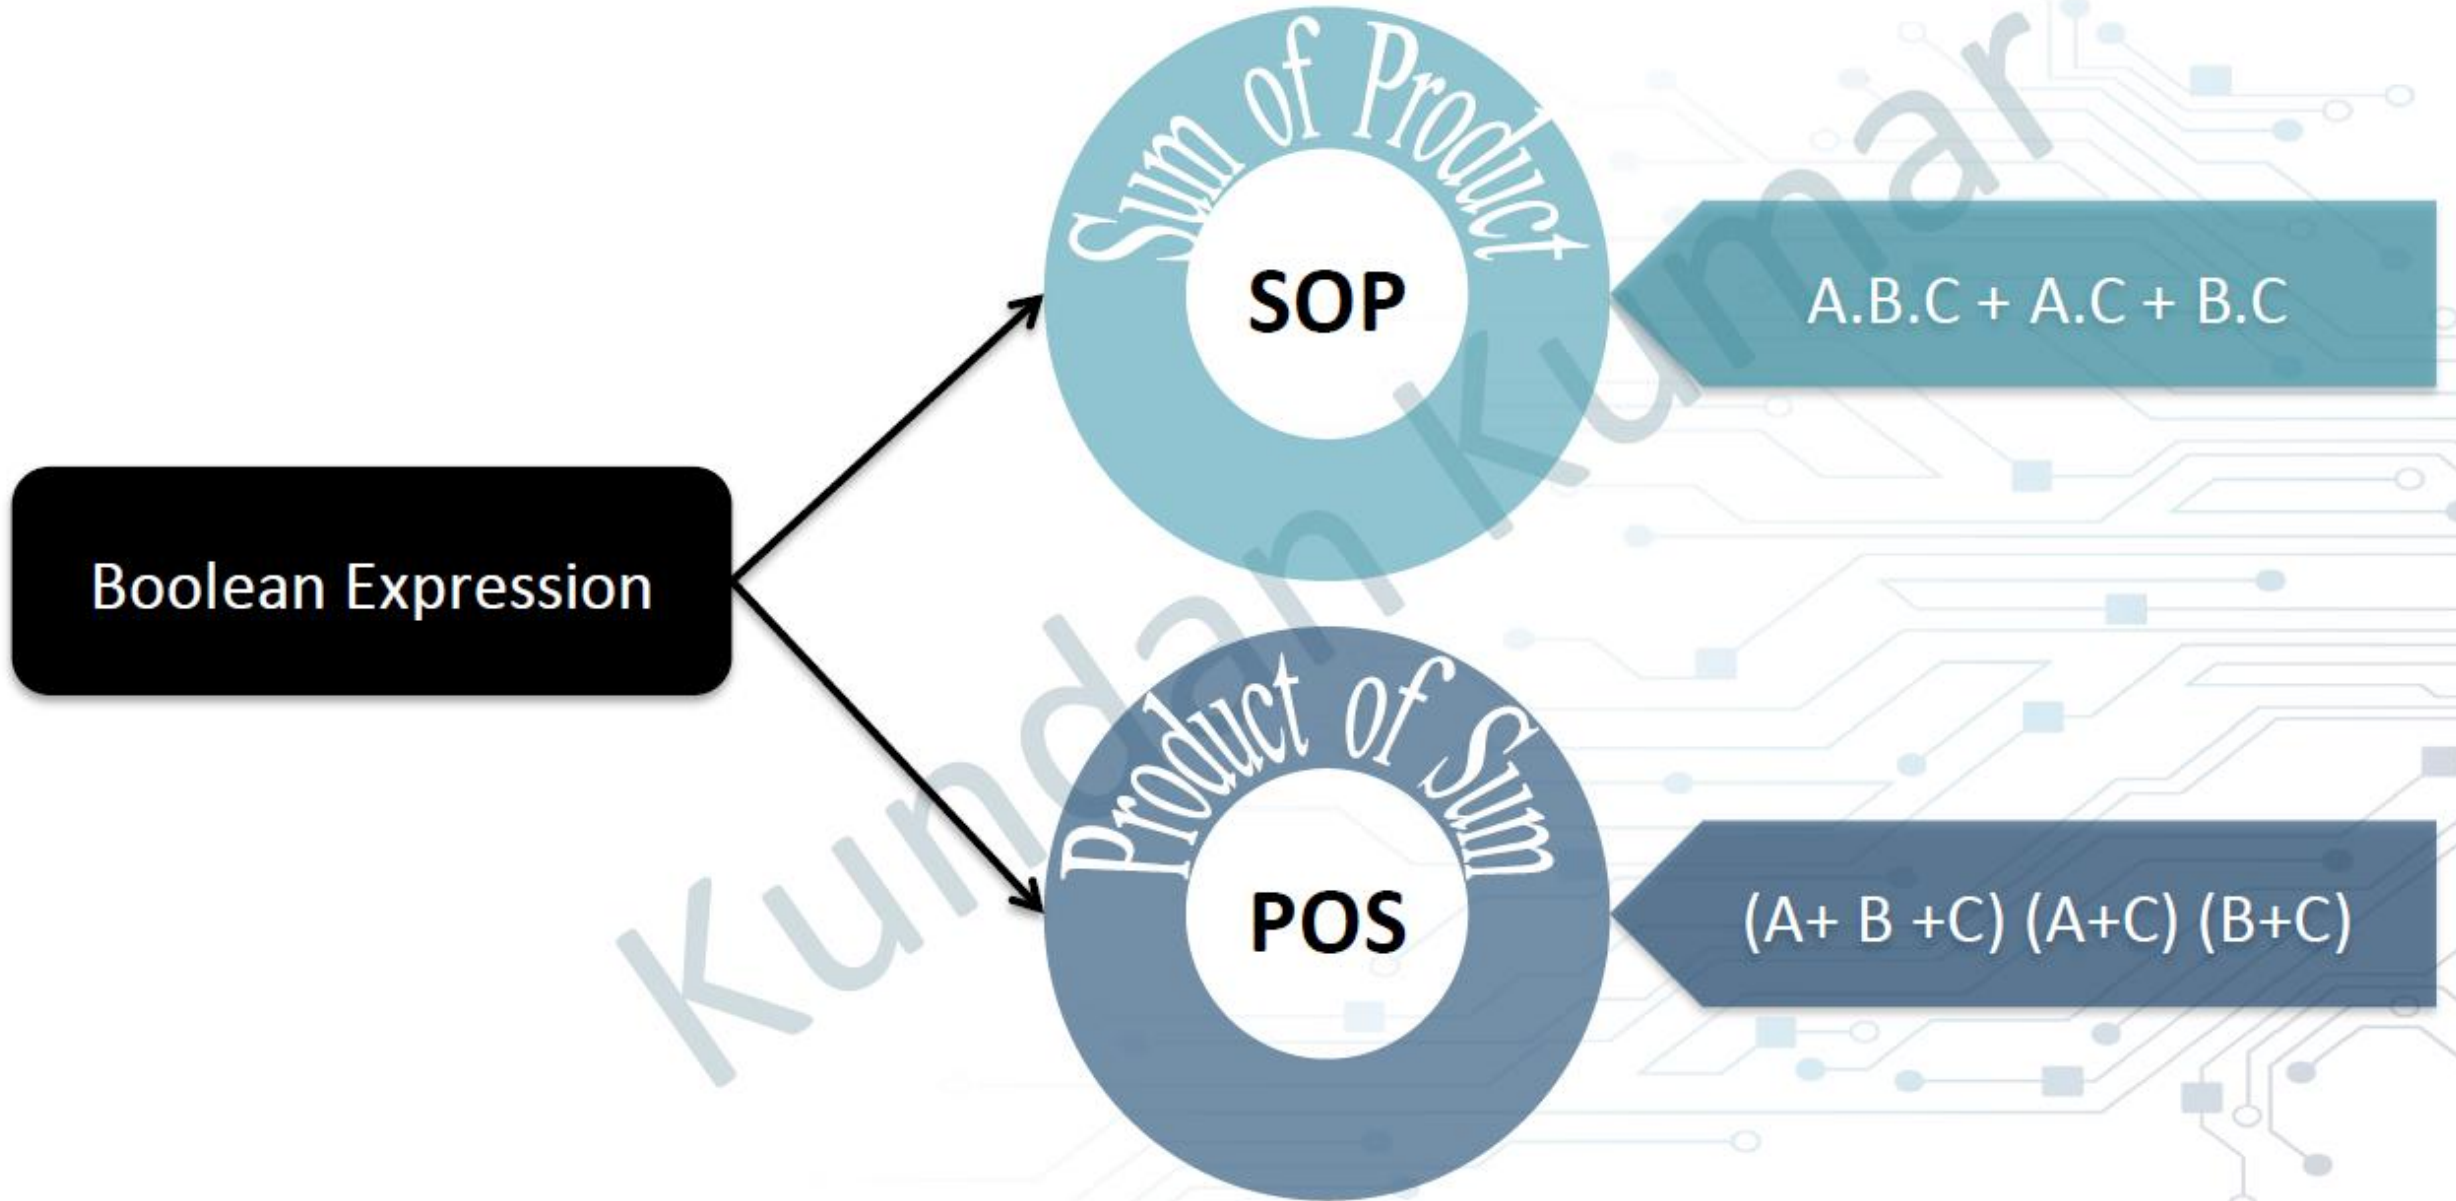 Boolean Expression
Sum of Product
SOP
A.B.C + A.C + B.C
Product of Sum
POS
(A+ B +C) (A+C) (B+C)
Kundan Kumar